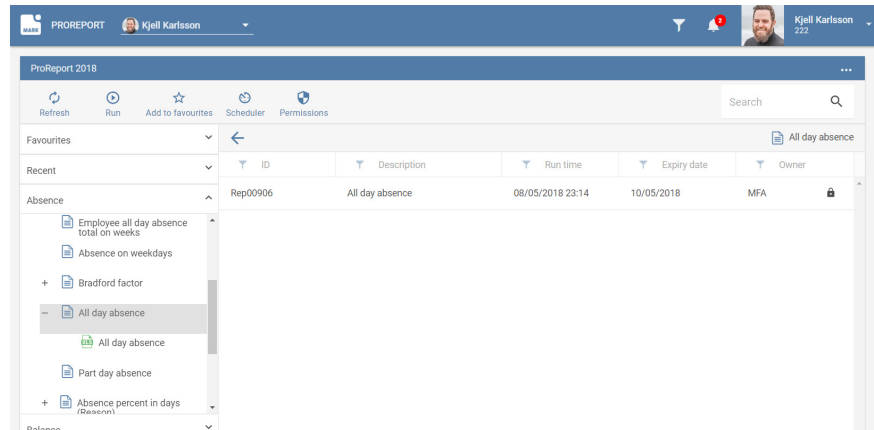 MARK PROREPORT Kjell Karlsson
2
Kjell Karlsson
222
ProReport 2018
Refresh Run Add to favourites Scheduler Permissions
Search
Favourites
All day absence
Recent
ID Description Run time Expiry date Owner
Absence
Rep00906 All day absence 08/05/2018 23:14 10/05/2018 MFA
Employee all day absence
total on weeks
Absence on weekdays
+ Bradford factor
− All day absence
All day absence
Part day absence
+ Absence percent in days
(Reason)
Balance